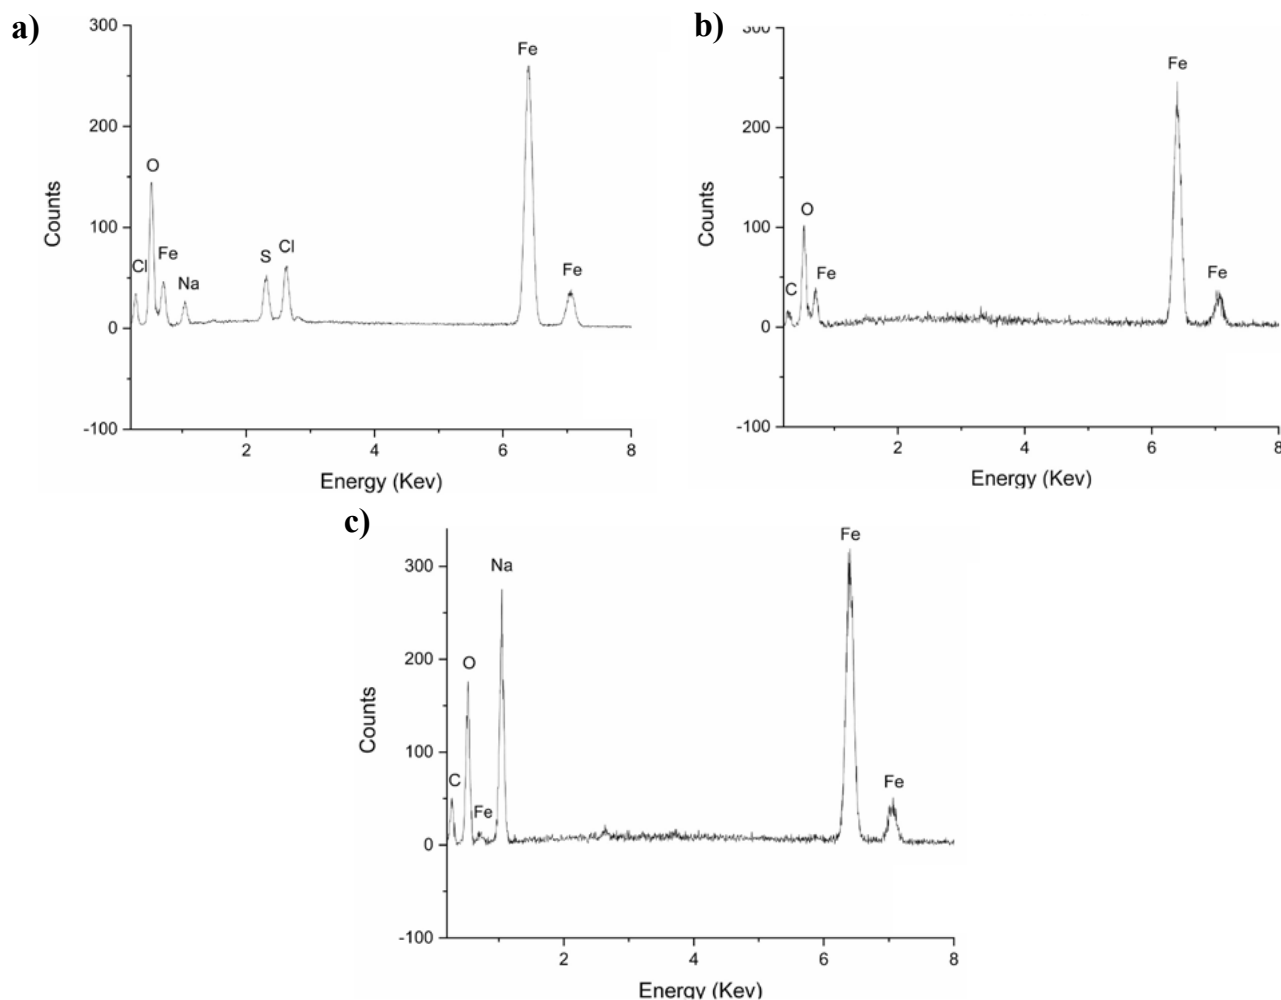 a)
300
200
100
0
-100
Counts
Cl
O
Fe
Na
S
Cl
Fe
Fe
2
4
6
8
Energy (Kev)
b)
300
200
100
0
-100
Counts
C
O
Fe
Fe
Fe
2
4
6
8
Energy (Kev)
c)
300
200
100
0
-100
Counts
C
O
Fe
Na
Fe
Fe
2
4
6
8
Energy (Kev)